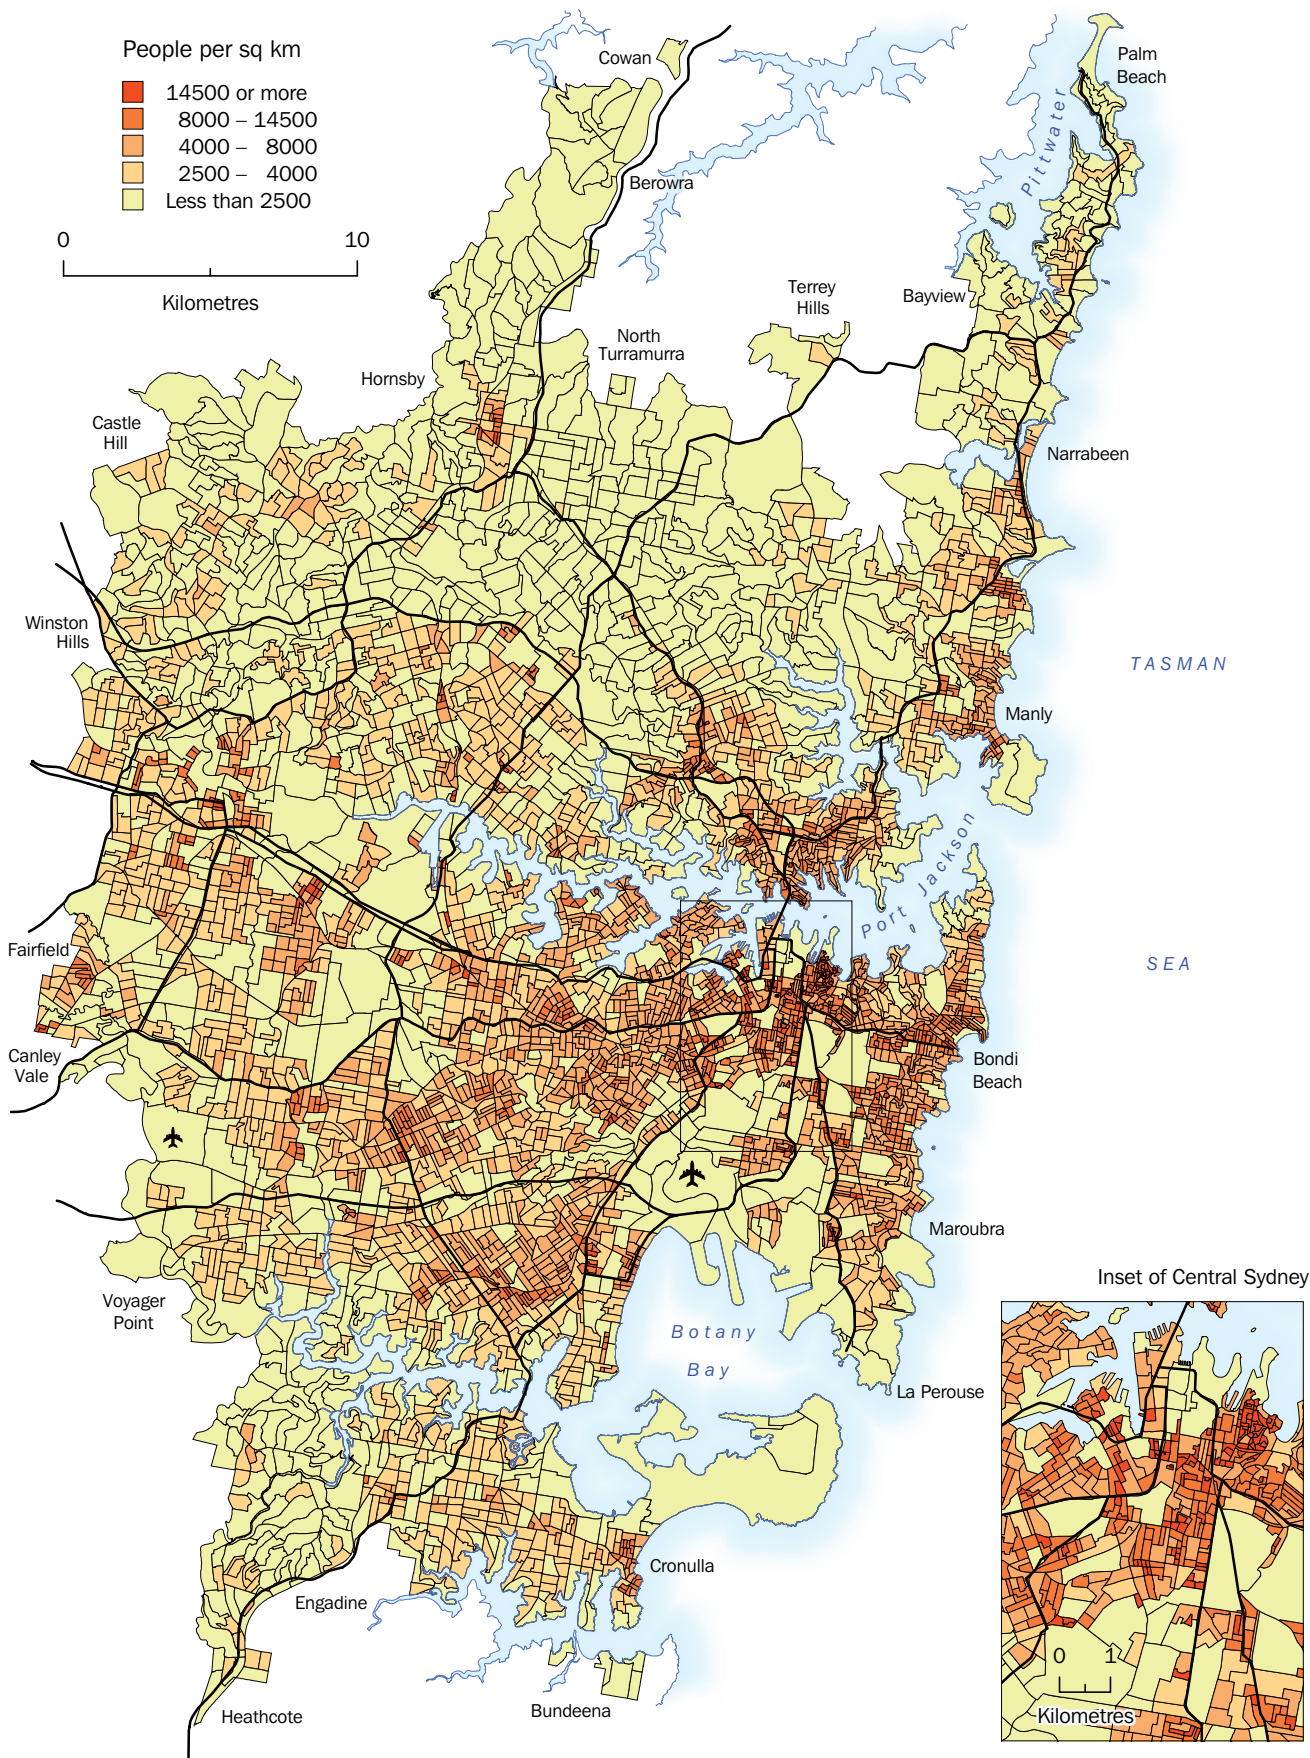 People per sq km
14500 or more
8000 – 14500
4000 – 8000
2500 – 4000
Less than 2500
0 10
Kilometres
Cowan
Palm
Beach
Pittwater
Berowra
Terrey
Hills
Bayview
North
Turramurra
Hornsby
Castle
Hill
Narrabeen
Winston
Hills
TASMAN
Manly
Port Jackson
Fairfield
SEA
Canley
Vale
Bondi
Beach
Maroubra
Voyager
Point
Botany
Bay
La Perouse
Cronulla
Engadine
Bundeena
Heathcote
Inset of Central Sydney
0 1
Kilometres